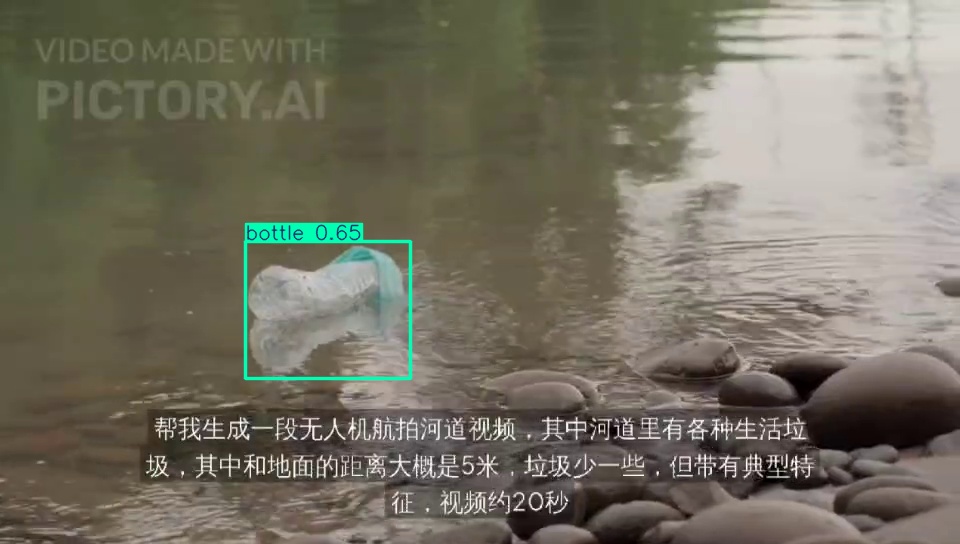 VIDEO MADE WITH
PICTORY.AI
bottle 0.65
帮我生成一段无人机航拍河道视频，其中河道里有各种生活垃
圾，其中和地面的距离大概是5米，垃圾少一些，但带有典型特
征，视频约20秒